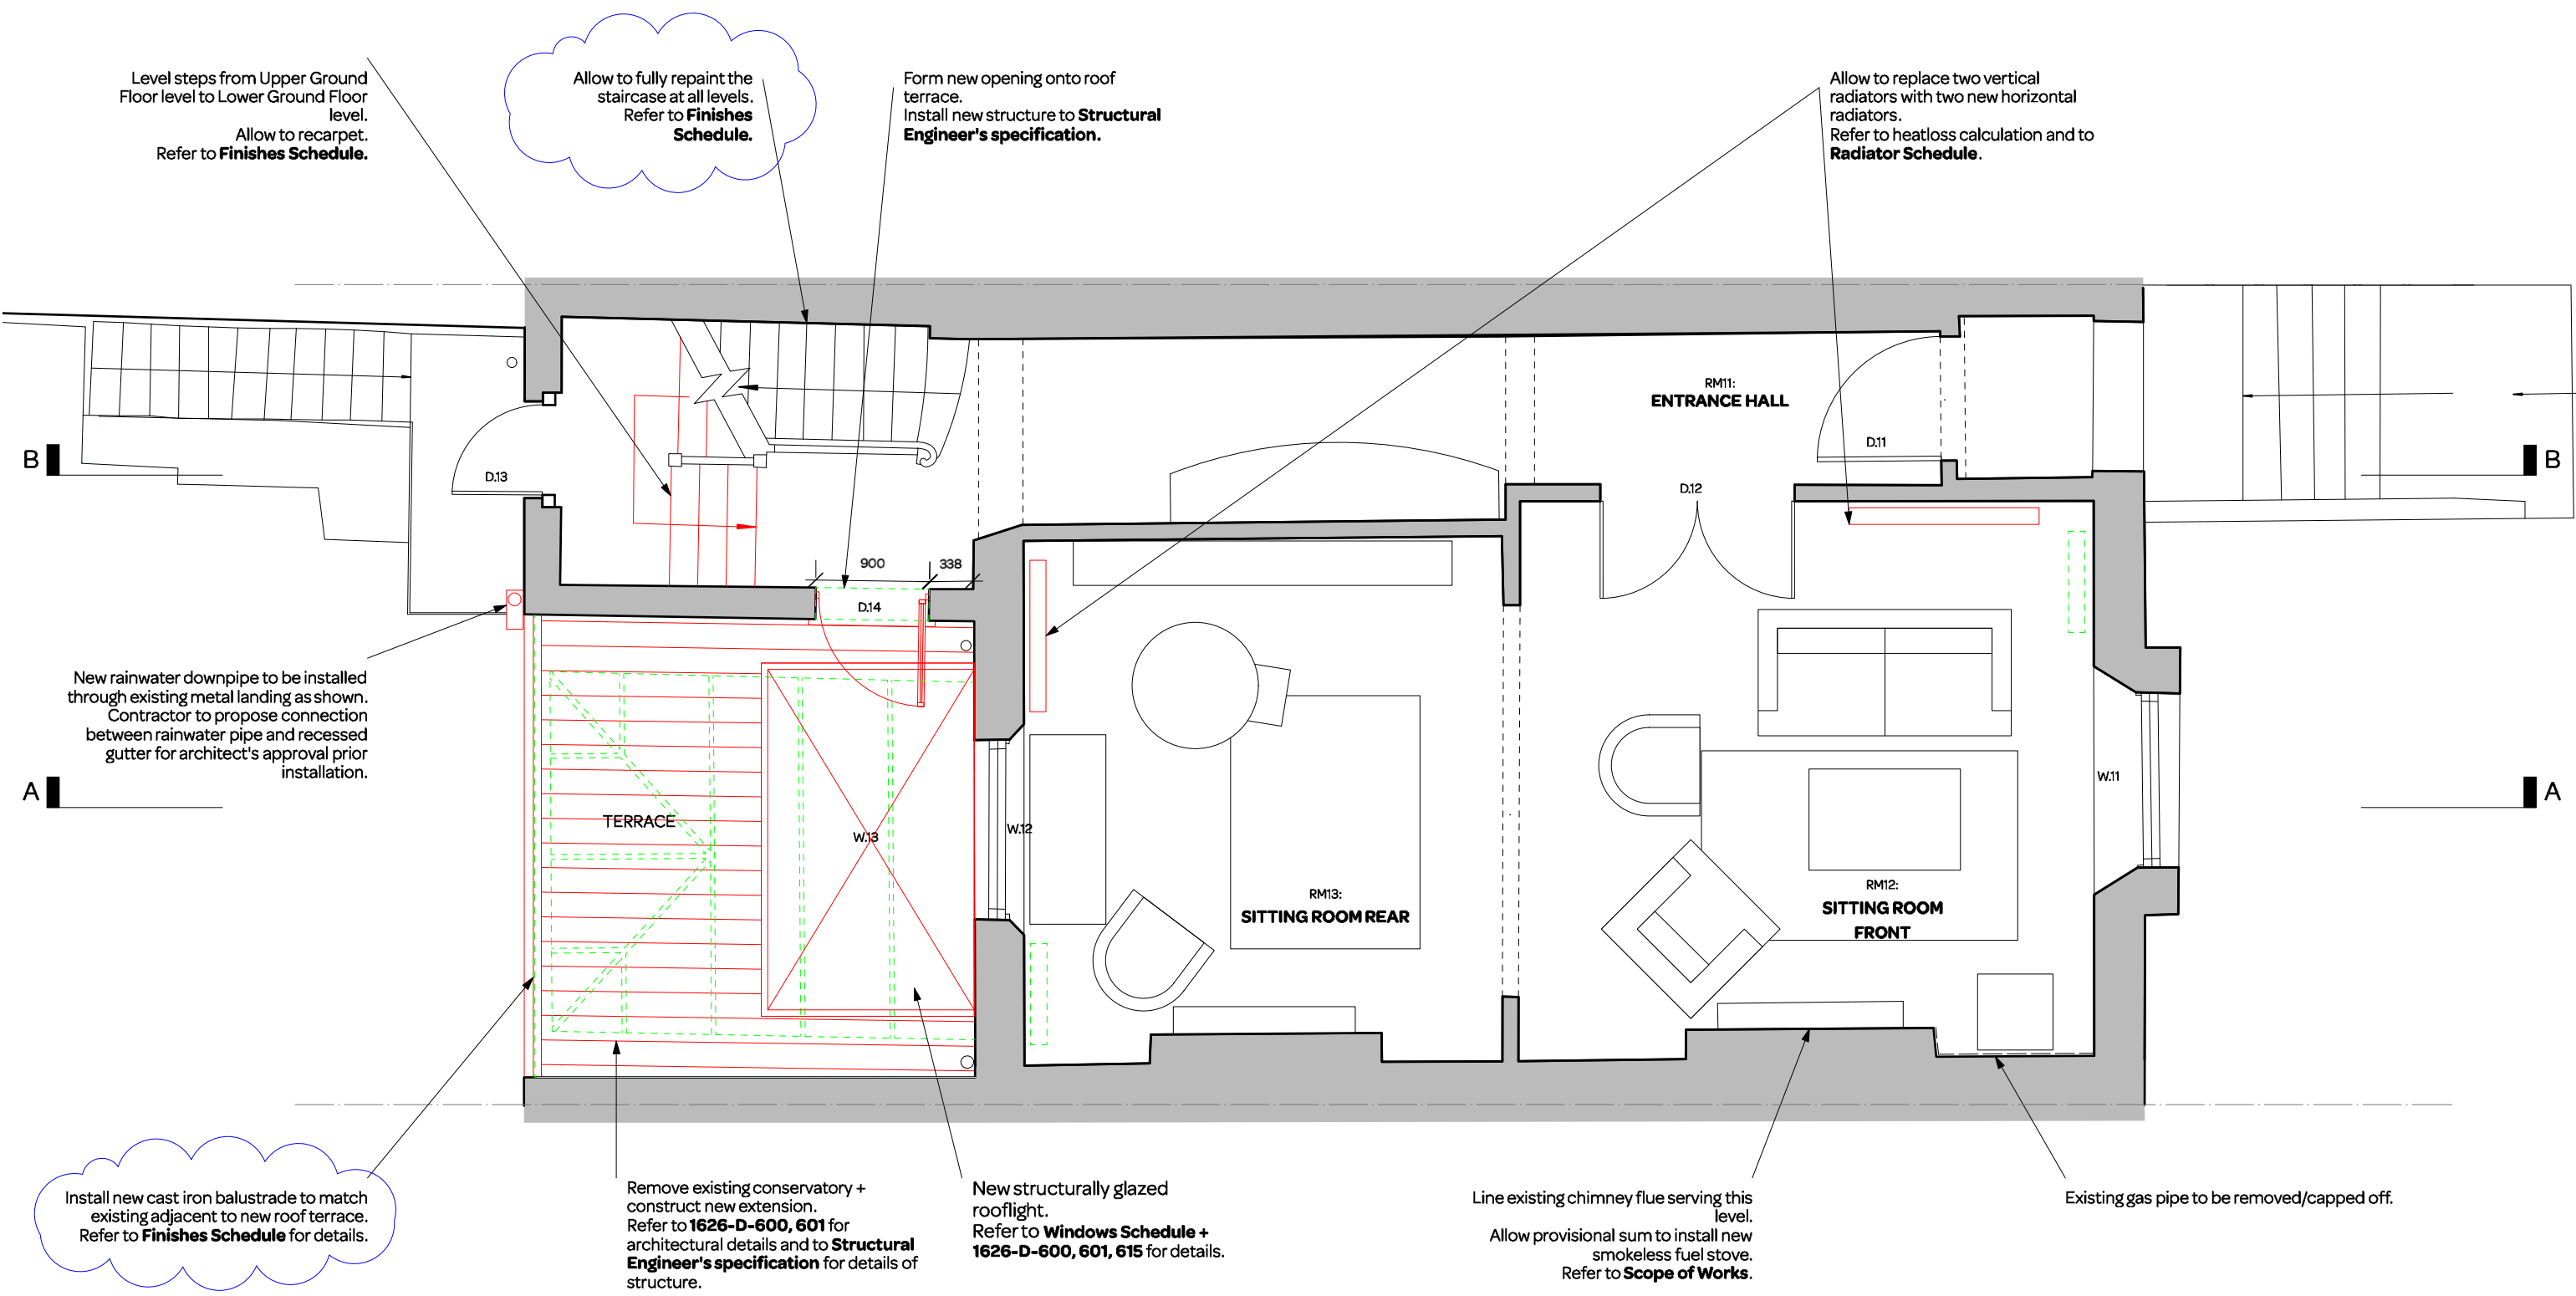 Level steps from Upper Ground
Floor level to Lower Ground Floor
level.
Allow to recarpet.
Refer to Finishes Schedule.
Allow to fully repaint the
staircase at all levels.
Refer to Finishes
Schedule.
Form new opening onto roof
terrace.
Install new structure to Structural
Engineer's specification.
Allow to replace two vertical
radiators with two new horizontal
radiators.
Refer to heatloss calculation and to
Radiator Schedule.
RM11:
ENTRANCE HALL
D.11
B
B
D.13
D.12
900
338
D.14
New rainwater downpipe to be installed
through existing metal landing as shown.
Contractor to propose connection
between rainwater pipe and recessed
gutter for architect's approval prior
installation.
A
A
W.11
TERRACE
W.13
W.12
RM13:
SITTING ROOM REAR
RM12:
SITTING ROOM
FRONT
Install new cast iron balustrade to match
existing adjacent to new roof terrace.
Refer to Finishes Schedule for details.
Remove existing conservatory +
construct new extension.
Refer to 1626-D-600, 601 for
architectural details and to Structural
Engineer's specification for details of
structure.
New structurally glazed
rooflight.
Refer to Windows Schedule +
1626-D-600, 601, 615 for details.
Line existing chimney flue serving this
level.
Allow provisional sum to install new
smokeless fuel stove.
Refer to Scope of Works.
Existing gas pipe to be removed/capped off.